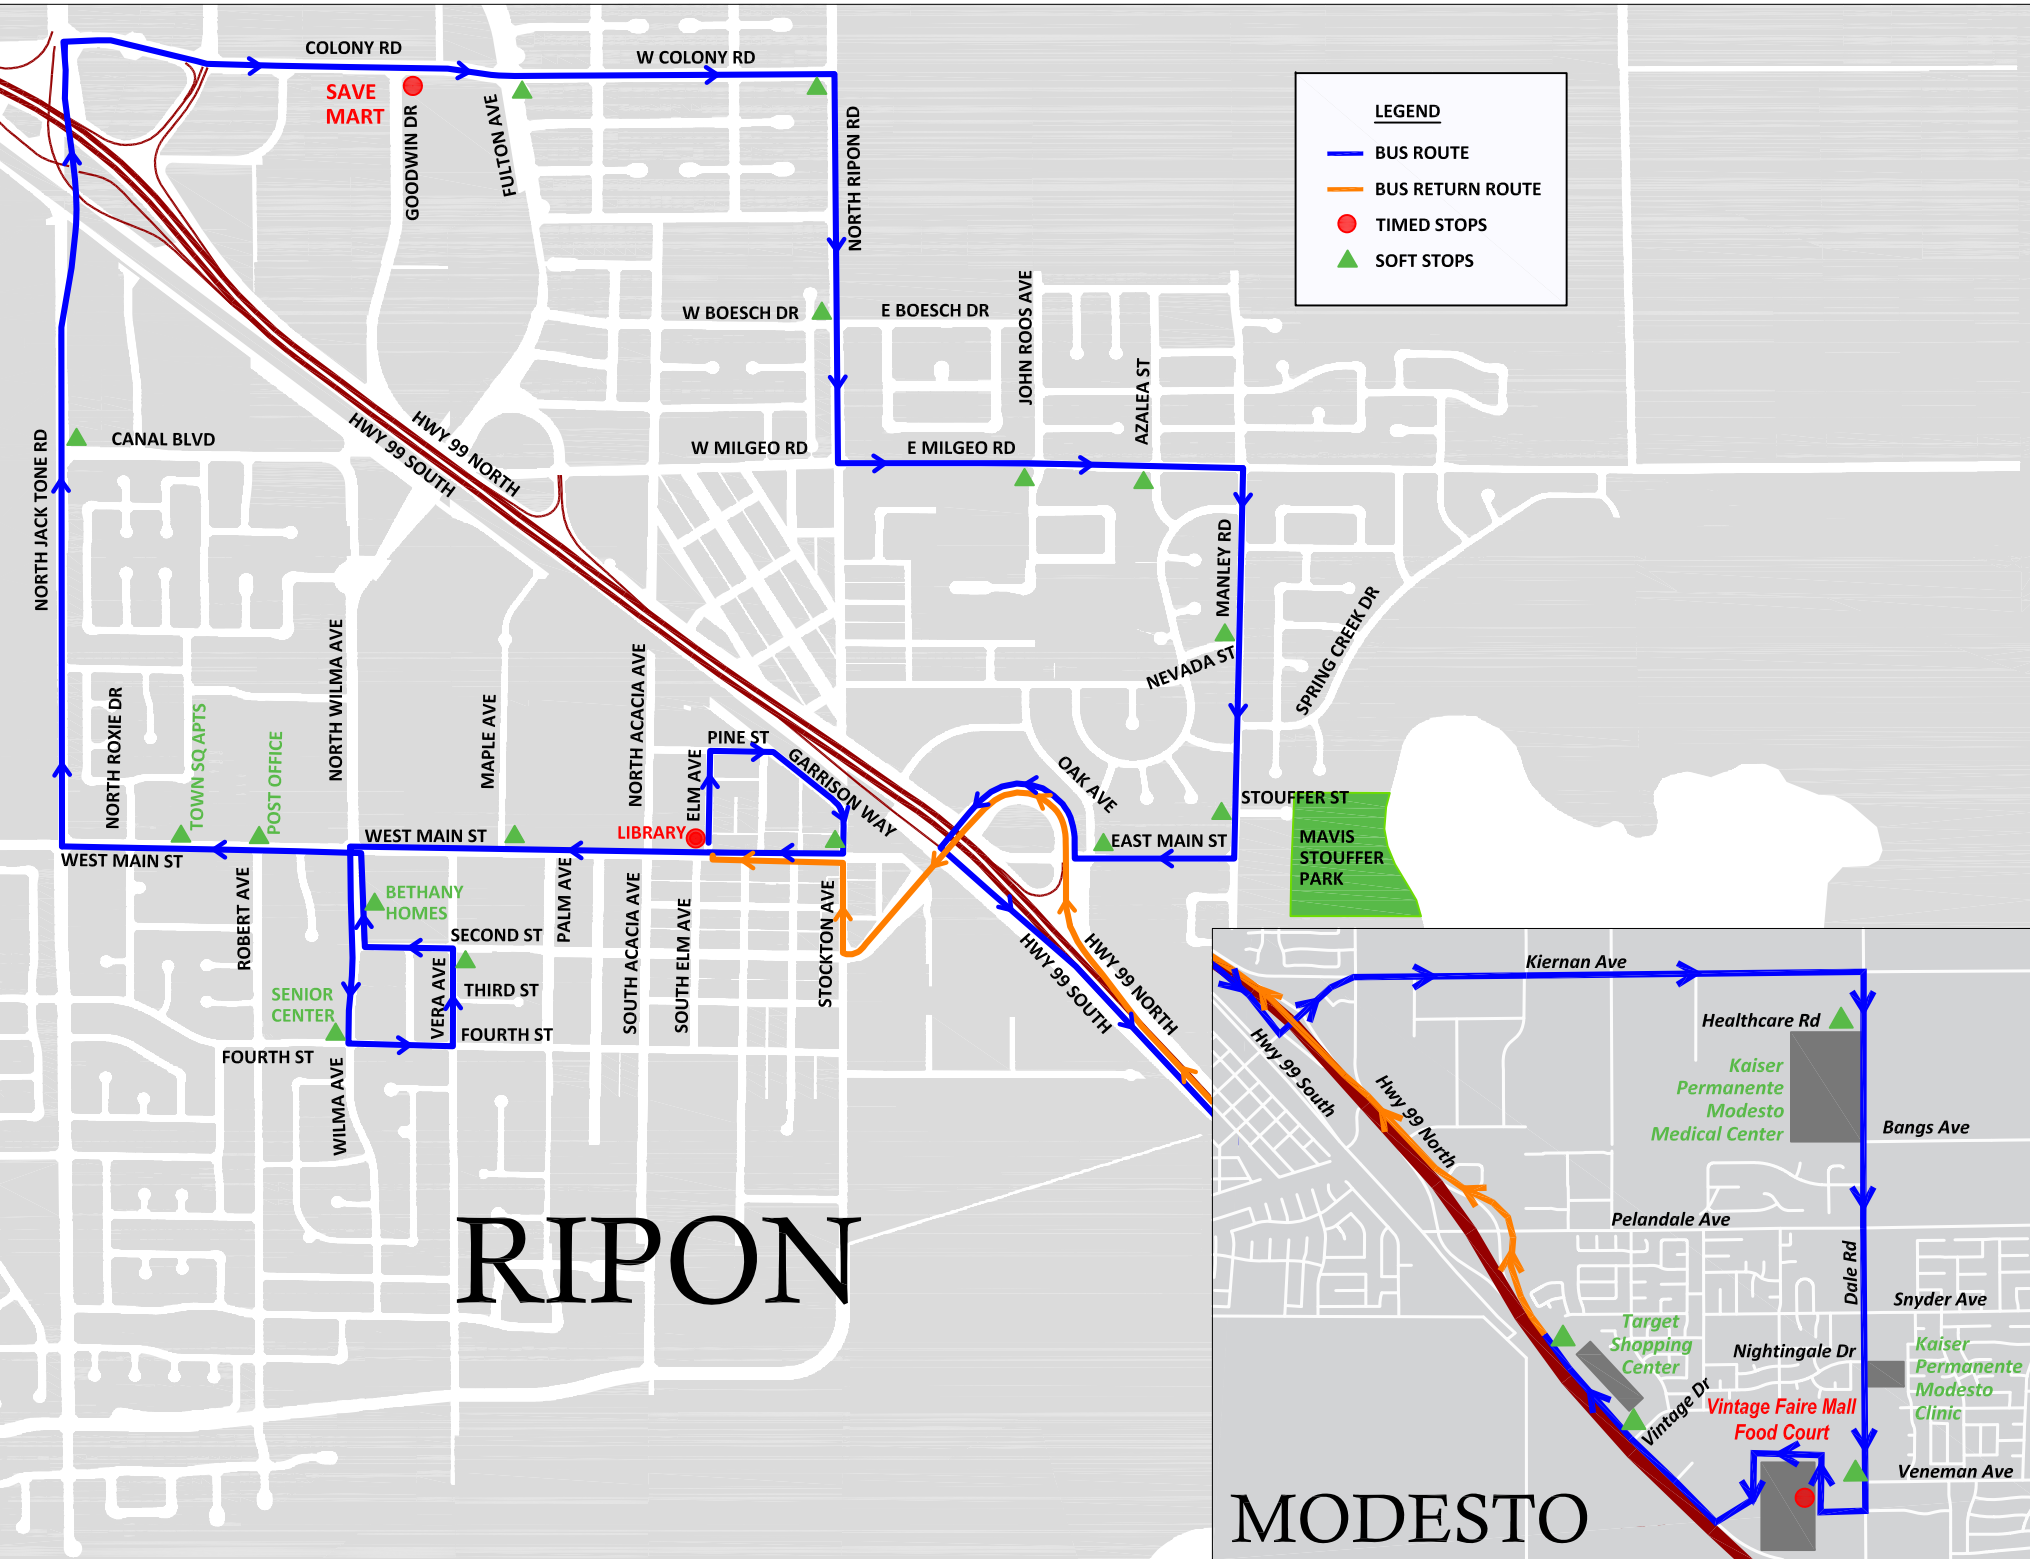 COLONY RD
W COLONY RD
SAVE
MART
GOODWIN DR
FULTON AVE
NORTH RIPON RD
LEGEND
BUS ROUTE
BUS RETURN ROUTE
TIMED STOPS
SOFT STOPS
W BOESCH DR
E BOESCH DR
JOHN ROOS AVE
AZALEA ST
CANAL BLVD
HWY 99 NORTH
HWY 99 SOUTH
W MILGEO RD
E MILGEO RD
NORTH JACK TONE RD
MANLEY RD
NEVADA ST
SPRING CREEK DR
NORTH ROXIE DR
TOWN SQ APTS
POST OFFICE
NORTH WILMA AVE
MAPLE AVE
NORTH ACACIA AVE
PINE ST
ELM AVE
GARRISON WAY
OAK AVE
STOUFFER ST
LIBRARY
WEST MAIN ST
WEST MAIN ST
EAST MAIN ST
MAVIS
STOUFFER
PARK
ROBERT AVE
BETHANY
HOMES
PALM AVE
SOUTH ACACIA AVE
SOUTH ELM AVE
STOCKTON AVE
SECOND ST
VERA AVE
THIRD ST
SENIOR
CENTER
FOURTH ST
FOURTH ST
WILMA AVE
HWY 99 SOUTH
HWY 99 NORTH
RIPON
Kiernan Ave
Healthcare Rd
Hwy 99 South
Hwy 99 North
Kaiser
Permanente
Modesto
Medical Center
Bangs Ave
Pelandale Ave
Dale Rd
Snyder Ave
Target
Shopping
Center
Nightingale Dr
Kaiser
Permanente
Modesto
Clinic
Vintage Dr
Vintage Faire Mall
Food Court
Veneman Ave
MODESTO